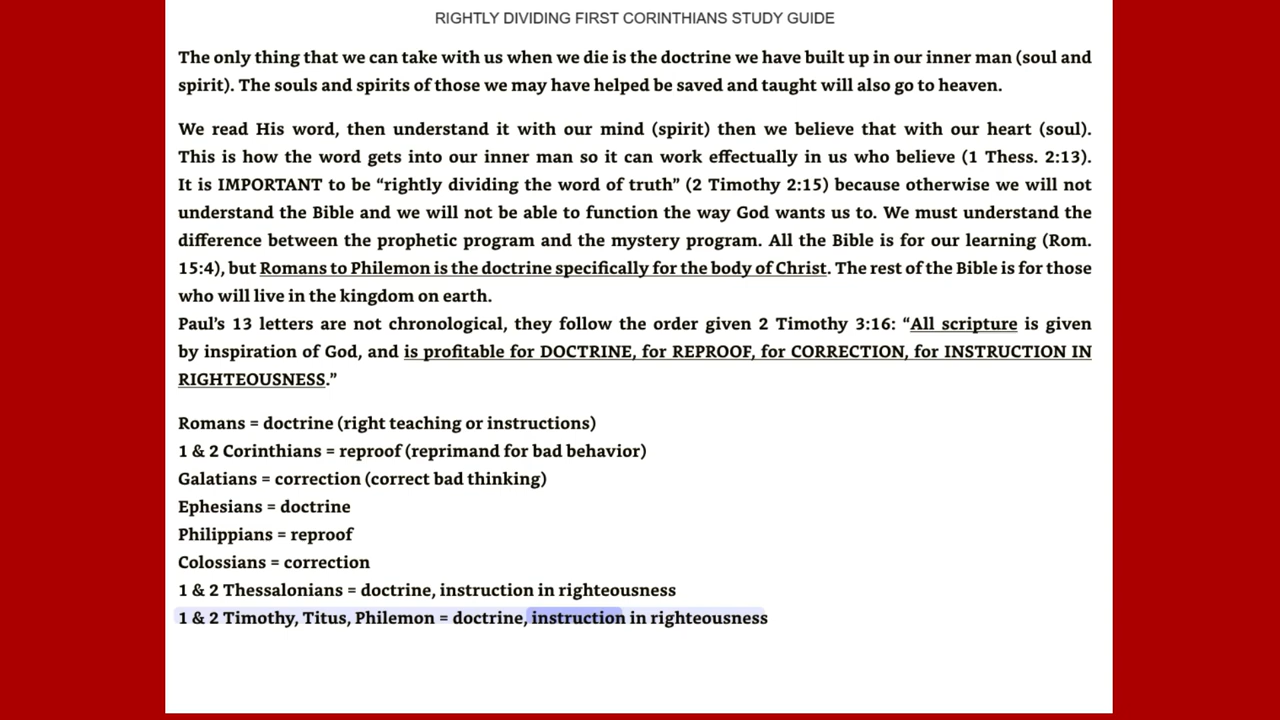 RIGHTLY DIVIDING FIRST CORINTHIANS STUDY GUIDE
The only thing that we can take with us when we die is the doctrine we have built up in our inner man (soul and
spirit). The souls and spirits of those we may have helped be saved and taught will also go to heaven.
We read His word, then understand it with our mind (spirit) then we believe that with our heart (soul).
This is how the word gets into our inner man so it can work effectually in us who believe (1 Thess. 2:13).
It is IMPORTANT to be “rightly dividing the word of truth” (2 Timothy 2:15) because otherwise we will not
understand the Bible and we will not be able to function the way God wants us to. We must understand the
difference between the prophetic program and the mystery program. All the Bible is for our learning (Rom.
15:4), but Romans to Philemon is the doctrine specifically for the body of Christ. The rest of the Bible is for those
who will live in the kingdom on earth.
Paul’s 13 letters are not chronological, they follow the order given 2 Timothy 3:16: “All scripture is given
by inspiration of God, and is profitable for DOCTRINE, for REPROOF, for CORRECTION, for INSTRUCTION IN
RIGHTEOUSNESS.”
Romans = doctrine (right teaching or instructions)
1 & 2 Corinthians = reproof (reprimand for bad behavior)
Galatians = correction (correct bad thinking)
Ephesians = doctrine
Philippians = reproof
Colossians = correction
1 & 2 Thessalonians = doctrine, instruction in righteousness
1 & 2 Timothy, Titus, Philemon = doctrine, instruction in righteousness